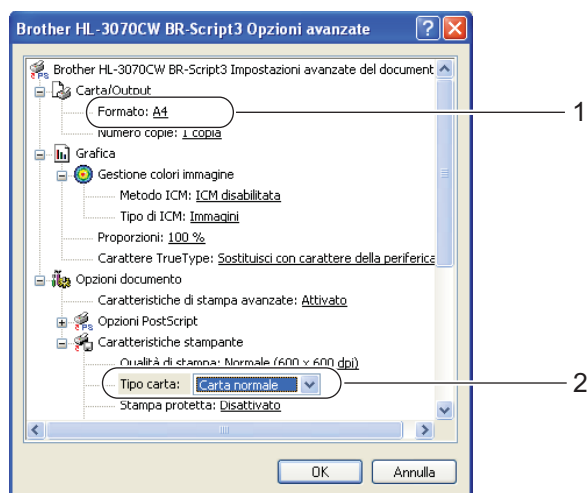 Brother HL-3070CW BR-Script3 Opzioni avanzate
Brother HL-3070CW BR-Script3 Impostazioni avanzate del document
Carta/Output
Formato: A4
1
Numero copie: 1 copia
Grafica
Gestione colori immagine
Metodo ICM: ICM disabilitata
Tipo di ICM: Immagini
Proporzioni: 100 %
Carattere TrueType: Sostituisci con carattere della periferica
Opzioni documento
Caratteristiche di stampa avanzate: Attivato
Opzioni PostScript
Caratteristiche stampante
Qualità di stampa: Normale (600 x 600 dpi)
Tipo carta: Carta normale
2
Stampa protetta: Disattivato
OK Annulla